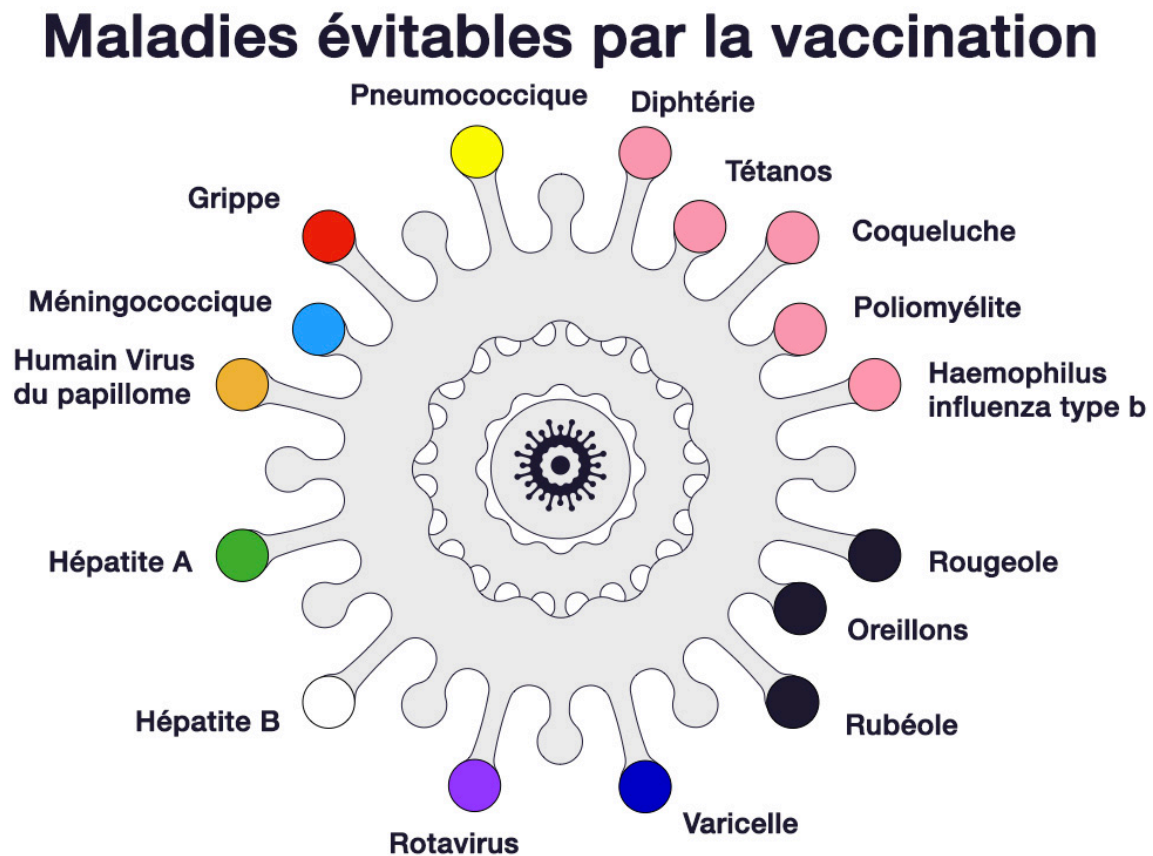 Maladies évitables par la vaccination
Pneumococcique
Diphtérie
Tétanos
Grippe
Coqueluche
Méningococcique
Poliomyélite
Humain Virus
du papillome
Haemophilus
influenza type b
Hépatite A
Rougeole
Oreillons
Hépatite B
Rubéole
Rotavirus
Varicelle